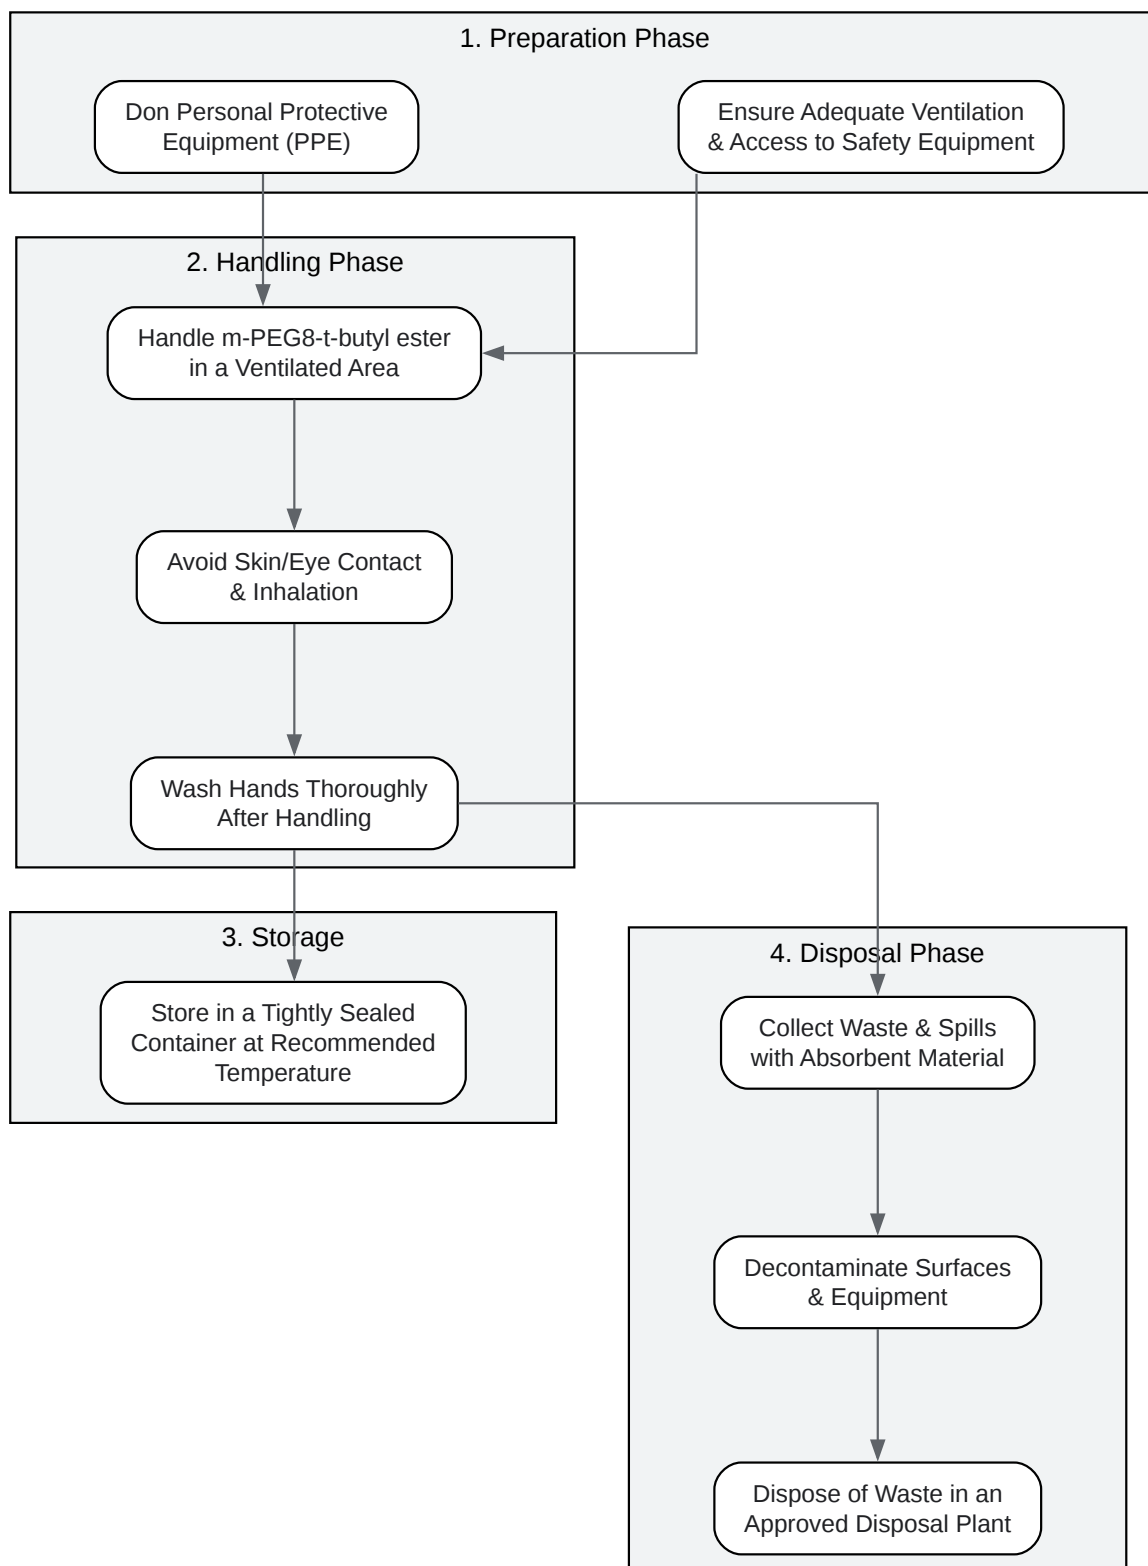 1. Preparation Phase
Don Personal Protective
Equipment (PPE)
Ensure Adequate Ventilation
& Access to Safety Equipment
2. Handling Phase
Handle m-PEG8-t-butyl ester
in a Ventilated Area
Avoid Skin/Eye Contact
& Inhalation
Wash Hands Thoroughly
After Handling
3. Storage
Store in a Tightly Sealed
Container at Recommended
Temperature
4. Disposal Phase
Collect Waste & Spills
with Absorbent Material
Decontaminate Surfaces
& Equipment
Dispose of Waste in an
Approved Disposal Plant